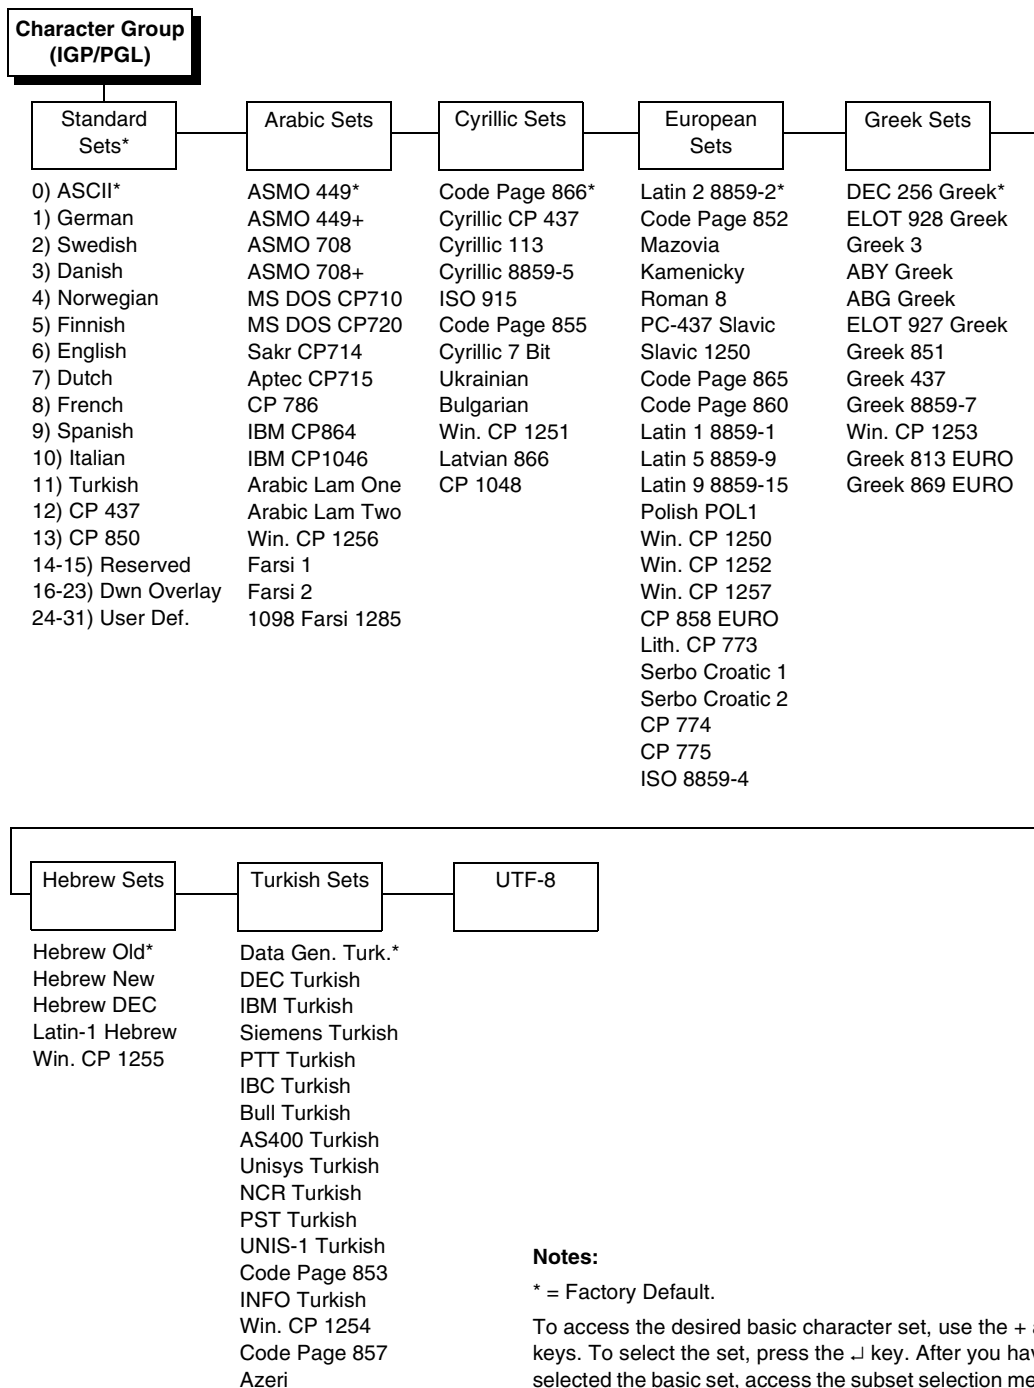 Character Group
(IGP/PGL)
Standard
Sets*
0) ASCII*
1) German
2) Swedish
3) Danish
4) Norwegian
5) Finnish
6) English
7) Dutch
8) French
9) Spanish
10) Italian
11) Turkish
12) CP 437
13) CP 850
14-15) Reserved
16-23) Dwn Overlay
24-31) User Def.
Arabic Sets
ASMO 449*
ASMO 449+
ASMO 708
ASMO 708+
MS DOS CP710
MS DOS CP720
Sakr CP714
Aptec CP715
CP 786
IBM CP864
IBM CP1046
Arabic Lam One
Arabic Lam Two
Win. CP 1256
Farsi 1
Farsi 2
1098 Farsi 1285
Cyrillic Sets
Code Page 866*
Cyrillic CP 437
Cyrillic 113
Cyrillic 8859-5
ISO 915
Code Page 855
Cyrillic 7 Bit
Ukrainian
Bulgarian
Win. CP 1251
Latvian 866
CP 1048
European
Sets
Latin 2 8859-2*
Code Page 852
Mazovia
Kamenicky
Roman 8
PC-437 Slavic
Slavic 1250
Code Page 865
Code Page 860
Latin 1 8859-1
Latin 5 8859-9
Latin 9 8859-15
Polish POL1
Win. CP 1250
Win. CP 1252
Win. CP 1257
CP 858 EURO
Lith. CP 773
Serbo Croatic 1
Serbo Croatic 2
CP 774
CP 775
ISO 8859-4
Greek Sets
DEC 256 Greek*
ELOT 928 Greek
Greek 3
ABY Greek
ABG Greek
ELOT 927 Greek
Greek 851
Greek 437
Greek 8859-7
Win. CP 1253
Greek 813 EURO
Greek 869 EURO
Hebrew Sets
Hebrew Old*
Hebrew New
Hebrew DEC
Latin-1 Hebrew
Win. CP 1255
Turkish Sets
Data Gen. Turk.*
DEC Turkish
IBM Turkish
Siemens Turkish
PTT Turkish
IBC Turkish
Bull Turkish
AS400 Turkish
Unisys Turkish
NCR Turkish
PST Turkish
UNIS-1 Turkish
Code Page 853
INFO Turkish
Win. CP 1254
Code Page 857
Azeri
UTF-8
Notes:
* = Factory Default.
To access the desired basic character set, use the +
keys. To select the set, press the ↵ key. After you
selected the basic set, access the subset selection